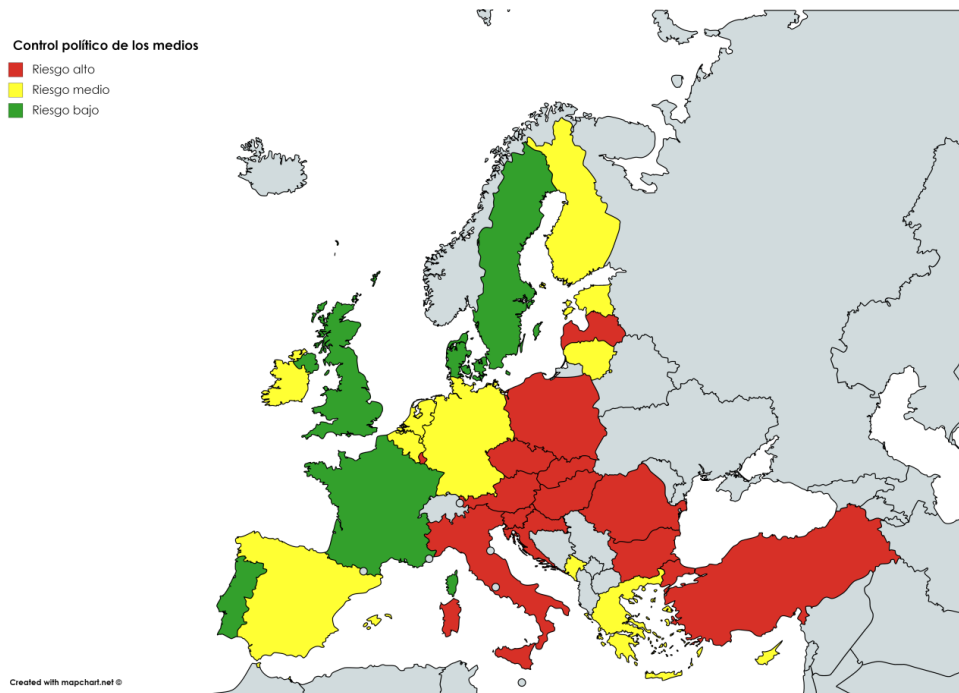 Control político de los medios
Riesgo alto
Riesgo medio
Riesgo bajo
Created with mapchart.net ©